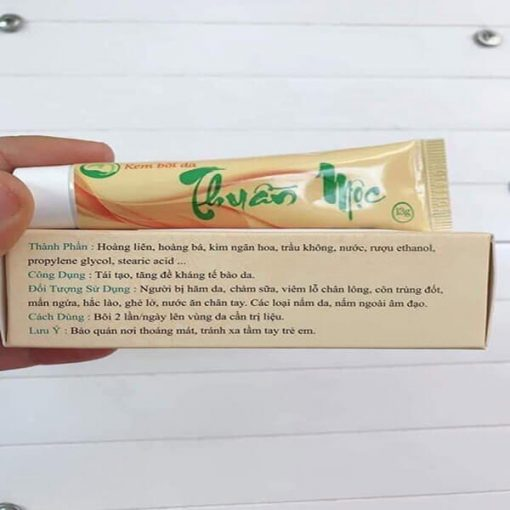 Kem bôi da
Thuần Mộc
15g
Thành Phần : Hoàng liên, hoàng bá, kim ngân hoa, trầu không, nước, rượu ethanol,
propylene glycol, stearic acid ...
Công Dụng : Tái tạo, tăng đề kháng tế bào da.
Đối Tượng Sử Dụng : Người bị hăm da, chàm sữa, viêm lỗ chân lông, côn trùng đốt,
mẩn ngứa, hắc lào, ghẻ lở, nước ăn chân tay. Các loại nấm da, nấm ngoài âm đạo.
Cách Dùng : Bôi 2 lần/ngày lên vùng da cần trị liệu.
Lưu Ý : Bảo quản nơi thoáng mát, tránh xa tầm tay trẻ em.